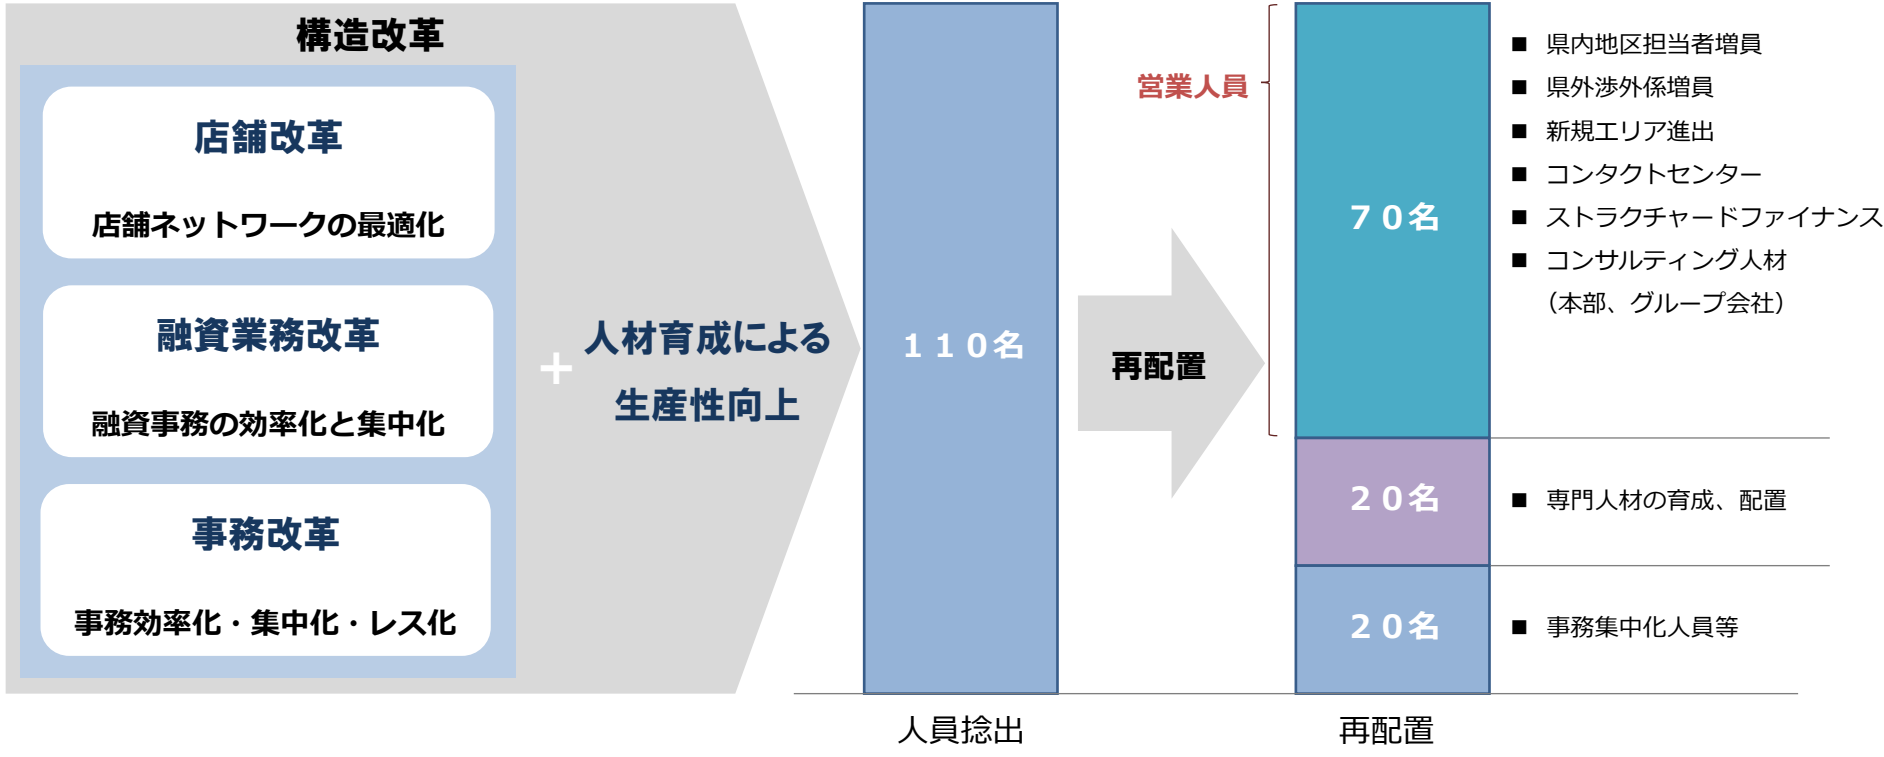 構造改革
店舗改革
店舗ネットワークの最適化
融資業務改革
融資事務の効率化と集中化
事務改革
事務効率化・集中化・レス化
＋
人材育成による
生産性向上
１１０名
人員捻出
再配置
営業人員
７０名
■ 県内地区担当者増員
■ 県外渉外係増員
■ 新規エリア進出
■ コンタクトセンター
■ ストラクチャードファイナンス
■ コンサルティング人材
（本部、グループ会社）
２０名
■ 専門人材の育成、配置
２０名
■ 事務集中化人員等
再配置